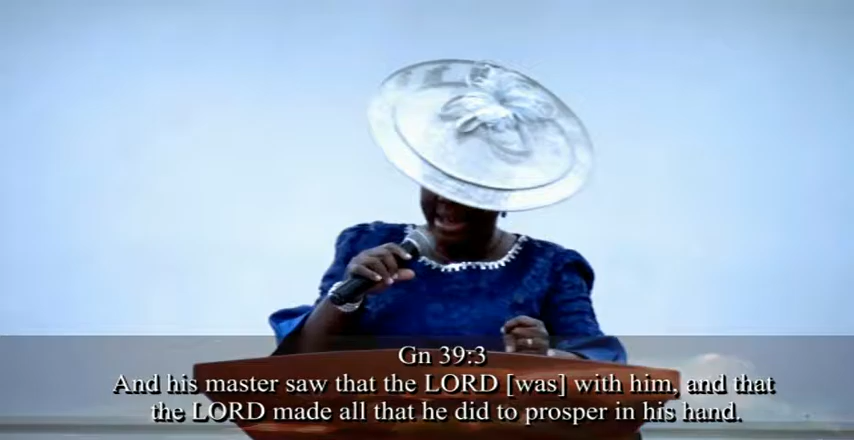 Gn 39:3
And his master saw that the LORD [was] with him, and that
the LORD made all that he did to prosper in his hand.